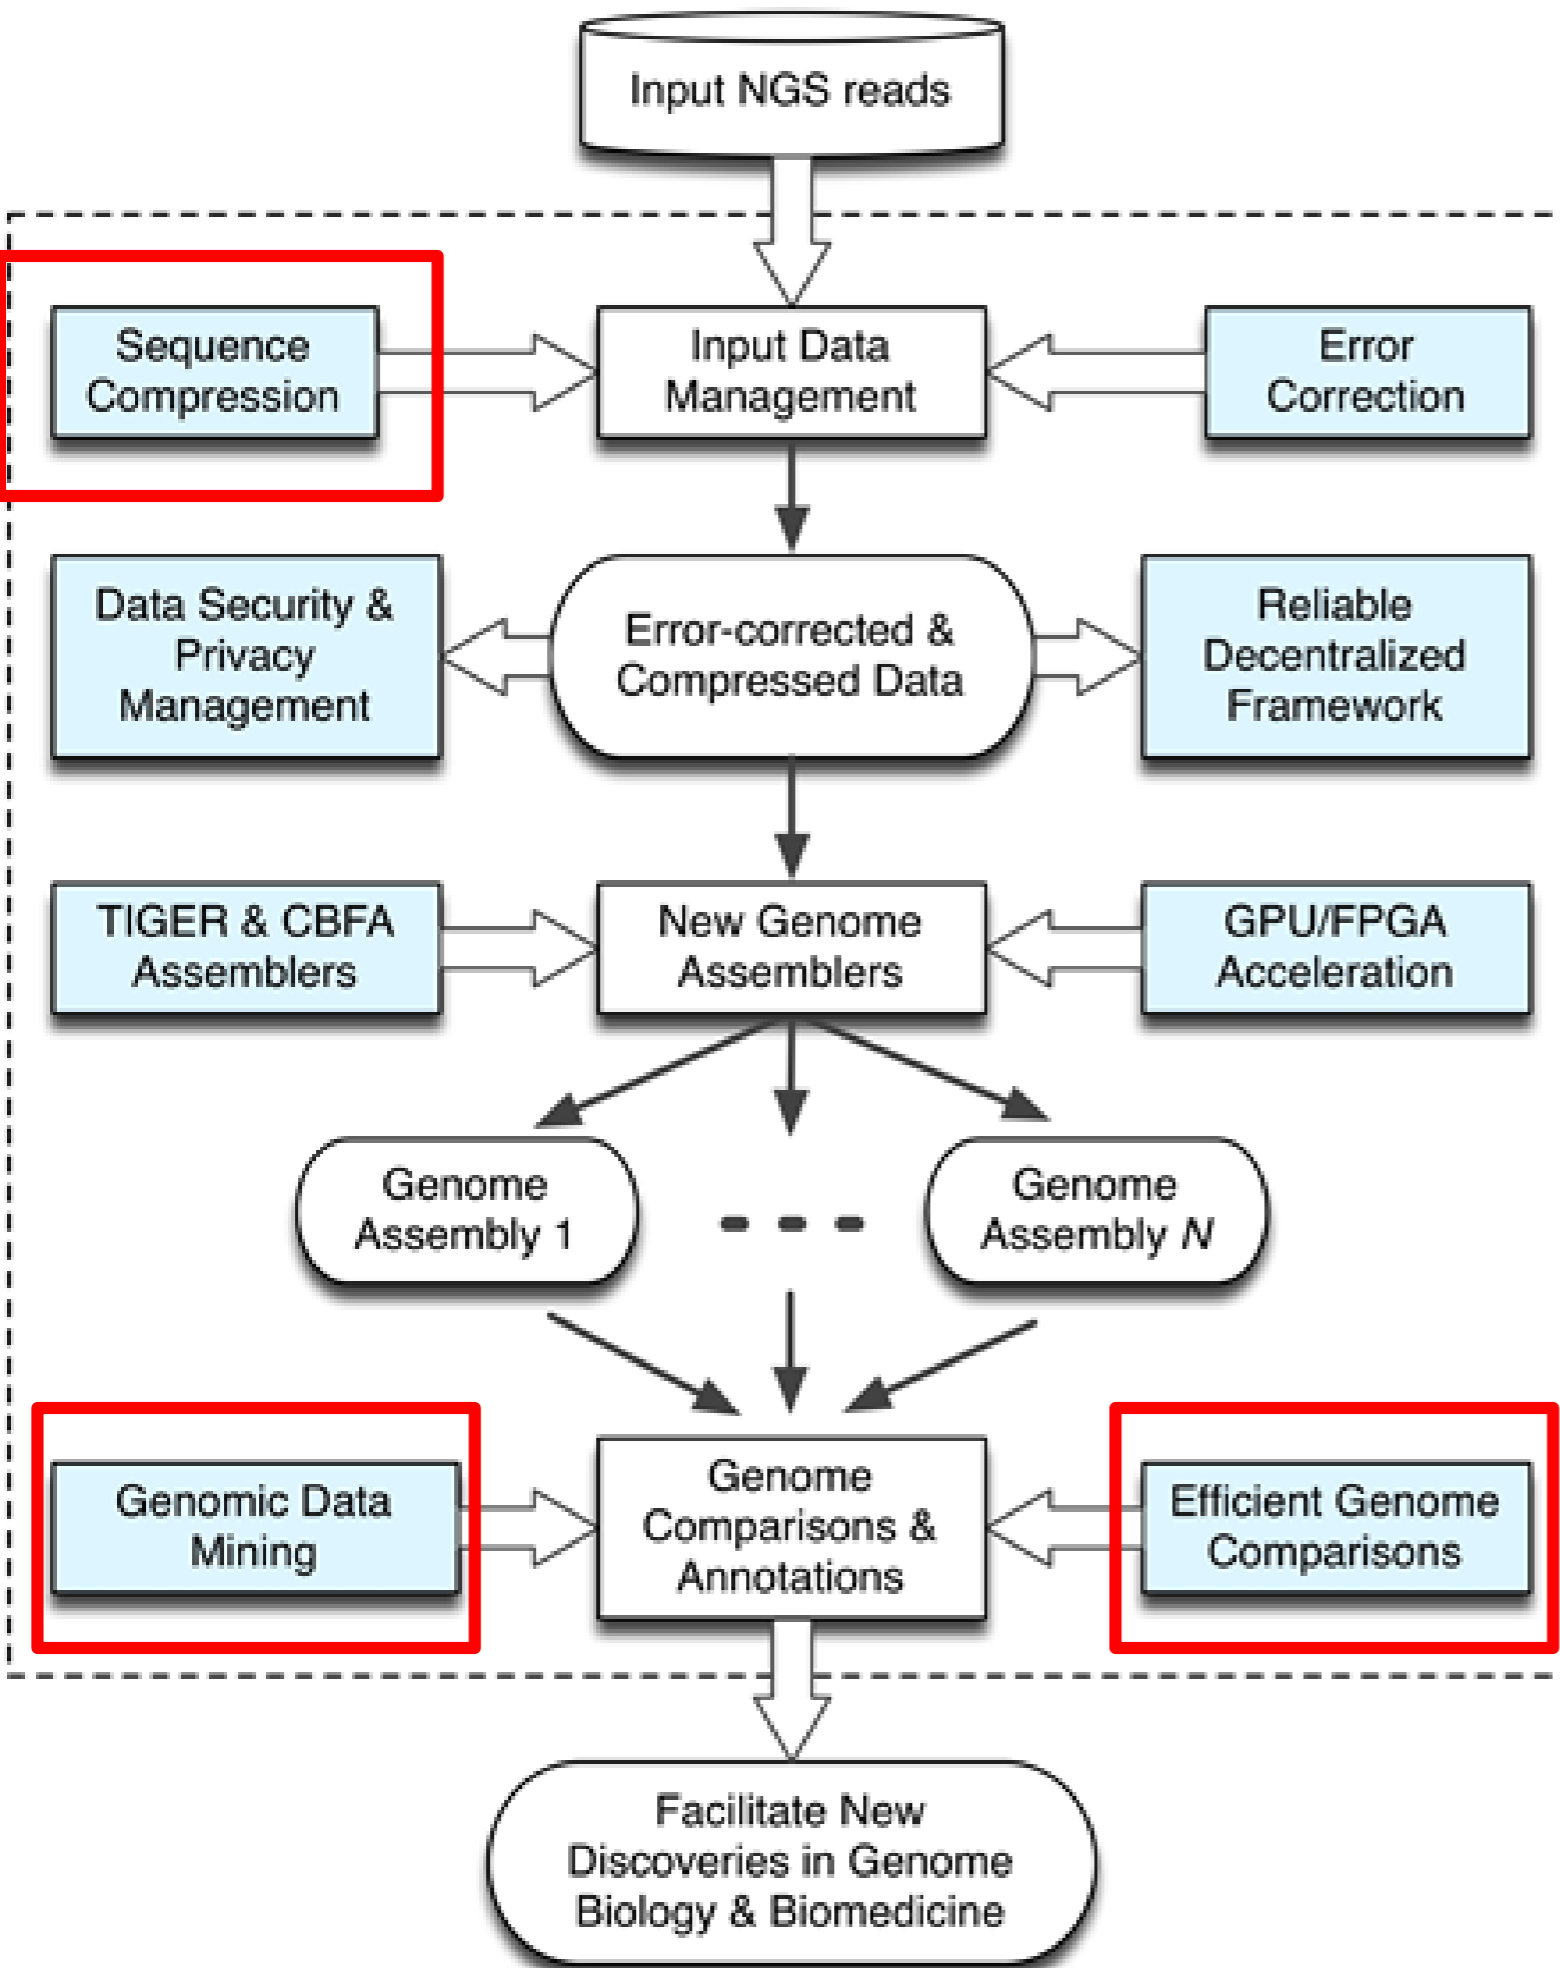 Input NGS reads
Sequence
Compression
Input Data
Management
Error
Correction
Data Security &
Privacy
Management
Error-corrected &
Compressed Data
Reliable
Decentralized
Framework
TIGER & CBFA
Assemblers
New Genome
Assemblers
GPU/FPGA
Acceleration
Genome
Assembly 1
Genome
Assembly N
Genomic Data
Mining
Genome
Comparisons &
Annotations
Efficient Genome
Comparisons
Facilitate New
Discoveries in Genome
Biology & Biomedicine